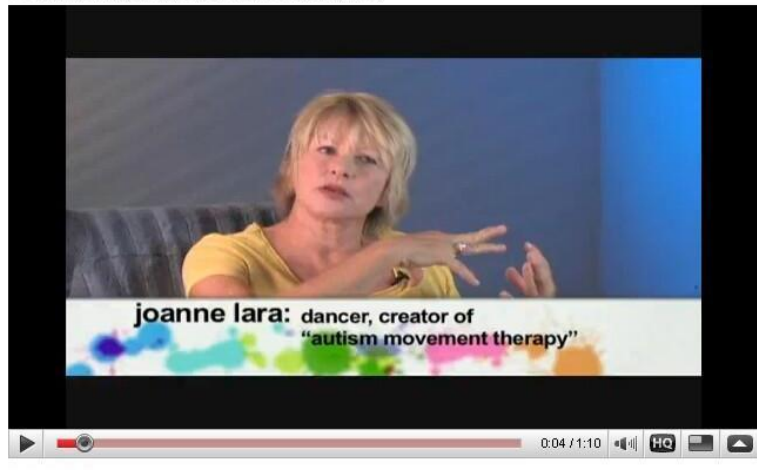 joanne lara: dancer, creator of
"autism movement therapy"
0:04 / 1:10 HQ